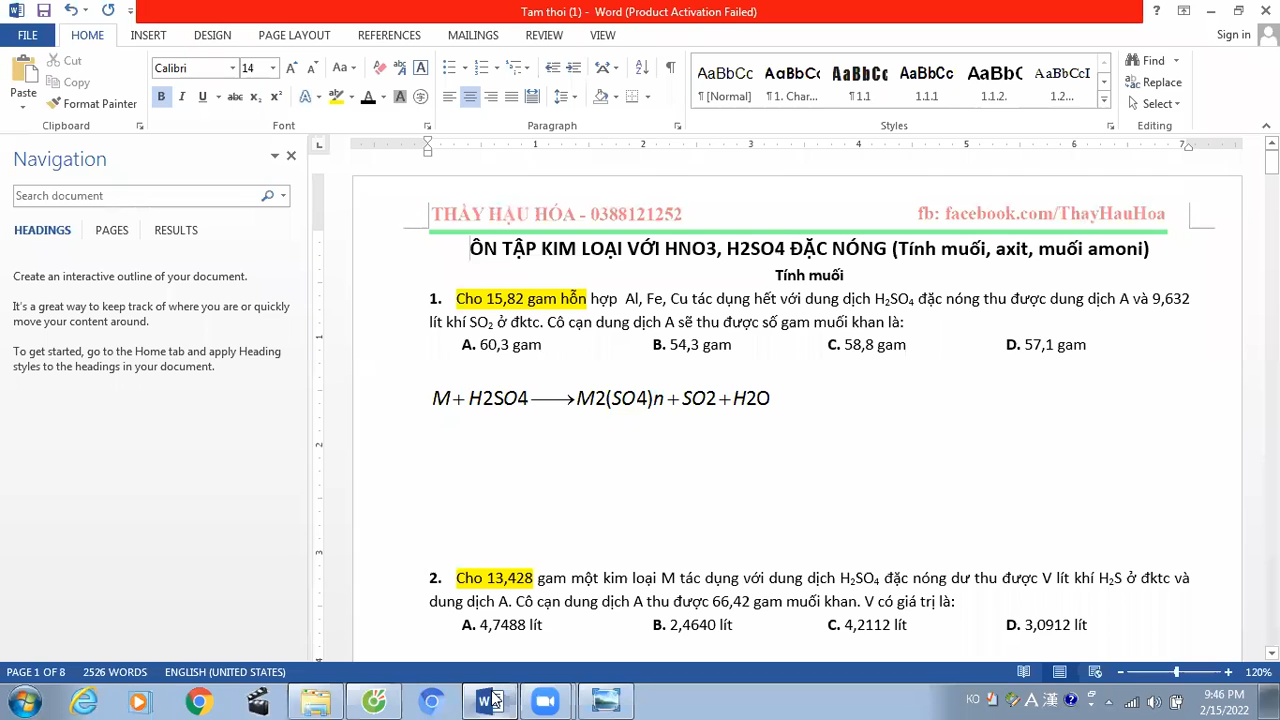 Tam thoi (1) - Word (Product Activation Failed)
FILE HOME INSERT DESIGN PAGE LAYOUT REFERENCES MAILINGS REVIEW VIEW Sign in
Cut
Copy
Paste
Format Painter
Calibri 14
AaBbCc AaBbCc AaBbCc AaBbCc AaBbC AaBbCcI
¶ [Normal] ¶ 1. Char... ¶ 1.1 1.1.1 1.1.2. 1.2...
Find
Replace
Select
Clipboard Font Paragraph Styles Editing
Navigation
Search document
HEADINGS PAGES RESULTS
Create an interactive outline of your document.
It's a great way to keep track of where you are or quickly
move your content around.
To get started, go to the Home tab and apply Heading
styles to the headings in your document.
1 2 3 4 5 6 7
THẦY HẬU HÓA - 0388121252 fb: facebook.com/ThayHauHoa
ÔN TẬP KIM LOẠI VỚI HNO3, H2SO4 ĐẶC NÓNG (Tính muối, axit, muối amoni)
Tính muối
1. Cho 15,82 gam hỗn hợp Al, Fe, Cu tác dụng hết với dung dịch H₂SO₄ đặc nóng thu được dung dịch A và 9,632
lít khí SO₂ ở đktc. Cô cạn dung dịch A sẽ thu được số gam muối khan là:
A. 60,3 gam B. 54,3 gam C. 58,8 gam D. 57,1 gam
M + H2SO4 ⟶ M2(SO4)n + SO2 + H2O
2. Cho 13,428 gam một kim loại M tác dụng với dung dịch H₂SO₄ đặc nóng dư thu được V lít khí H₂S ở đktc và
dung dịch A. Cô cạn dung dịch A thu được 66,42 gam muối khan. V có giá trị là:
A. 4,7488 lít B. 2,4640 lít C. 4,2112 lít D. 3,0912 lít
PAGE 1 OF 8 2526 WORDS ENGLISH (UNITED STATES) 120%
KO A 漢 9:46 PM
2/15/2022